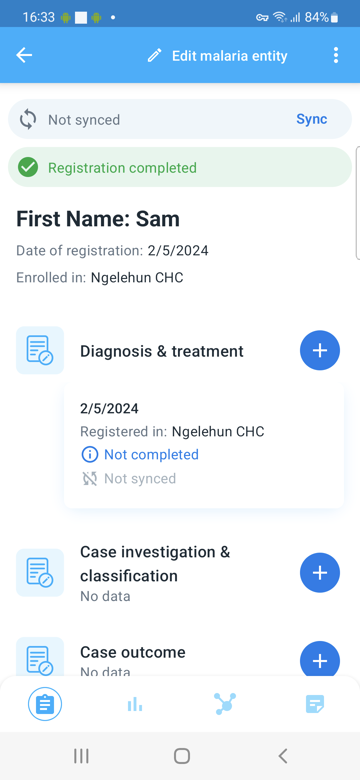 16:33
84%
Edit malaria entity
Not synced
Sync
Registration completed
First Name: Sam
Date of registration: 2/5/2024
Enrolled in: Ngelehun CHC
Diagnosis & treatment
2/5/2024
Registered in: Ngelehun CHC
Not completed
Not synced
Case investigation &
classification
No data
Case outcome
No data